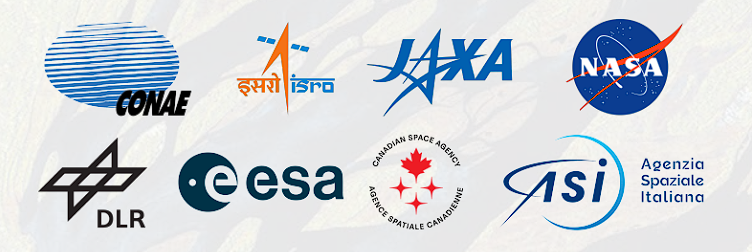 CONAE
इसरो isro
JAXA
NASA
DLR
esa
CANADIAN SPACE AGENCY
AGENCE SPATIALE CANADIENNE
ASI
Agenzia
Spaziale
Italiana